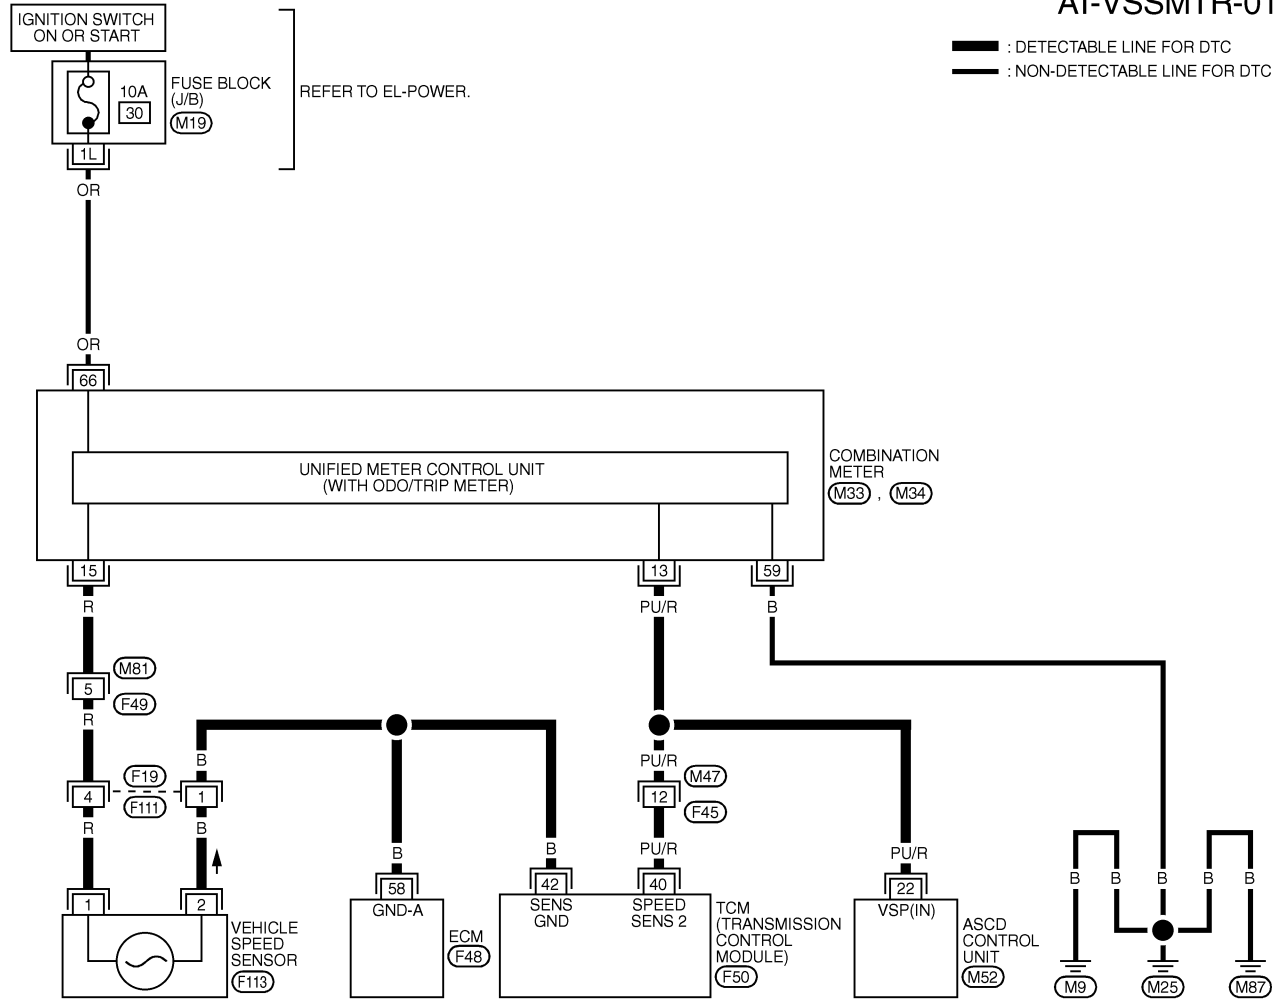 AT-VSSMTR-01
IGNITION SWITCH
ON OR START
: DETECTABLE LINE FOR DTC
: NON-DETECTABLE LINE FOR DTC
10A
30
FUSE BLOCK
(J/B)
M19
REFER TO EL-POWER.
1L
OR
OR
66
UNIFIED METER CONTROL UNIT
(WITH ODO/TRIP METER)
COMBINATION
METER
M33 , M34
15
13
59
R
PU/R
B
M81
5
F49
R
B
PU/R
F19
M47
4
1
12
F111
F45
R
B
B
B
PU/R
PU/R
B
B
B
B
B
1
2
58
42
40
22
GND-A
SENS
GND
SPEED
SENS 2
VSP(IN)
VEHICLE
SPEED
SENSOR
F113
ECM
F48
TCM
(TRANSMISSION
CONTROL
MODULE)
F50
ASCD
CONTROL
UNIT
M52
M9
M25
M87